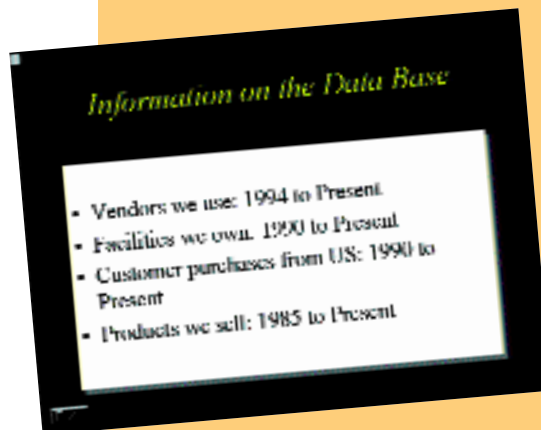 Information on the Data Base
▪ Vendors we use: 1994 to Present
▪ Facilities we own: 1990 to Present
▪ Customer purchases from US: 1990 to
Present
▪ Products we sell: 1985 to Present